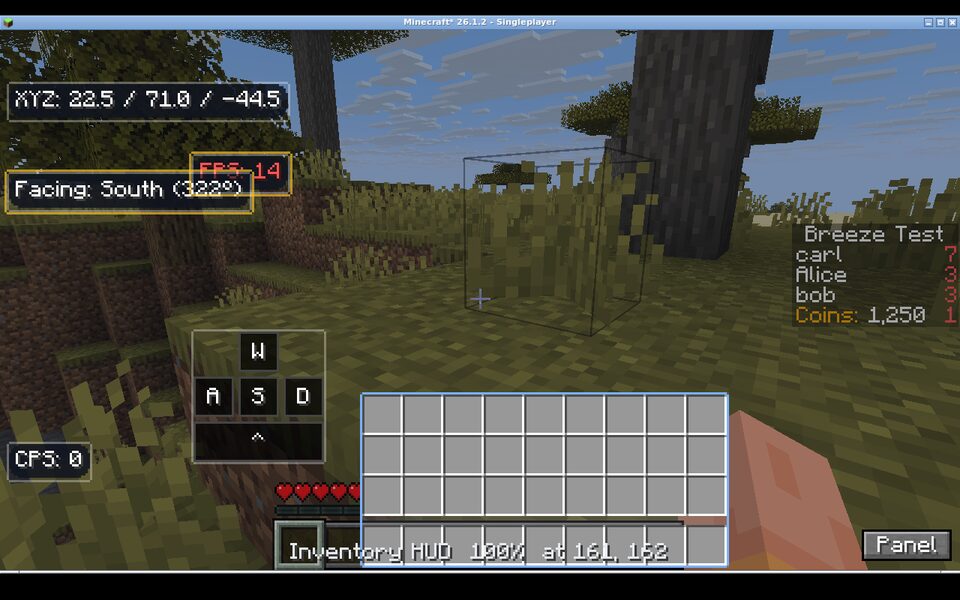 Minecraft* 26.1.2 - Singleplayer
XYZ: 22.5 / 71.0 / -44.5
FPS: 14
Facing: South (322°)
Breeze Test
carl 7
Alice 3
bob 3
Coins: 1,250 1
W
A S D
^
CPS: 0
Inventory HUD 100% at 161, 162
Panel